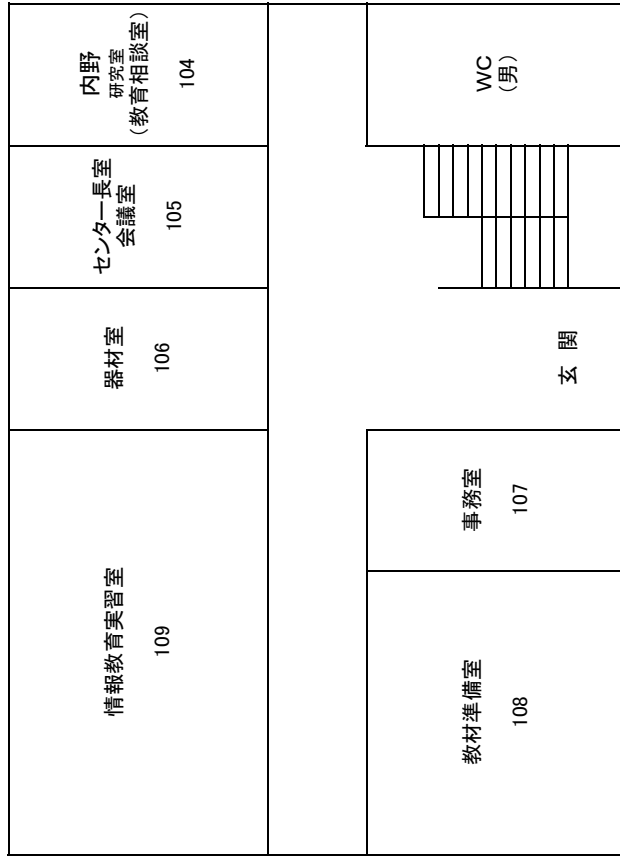 内野
研究室
（教育相談室）
104
センター長室
会議室
105
器材室
106
情報教育実習室
109
WC
（男）
玄 関
事務室
107
教材準備室
108